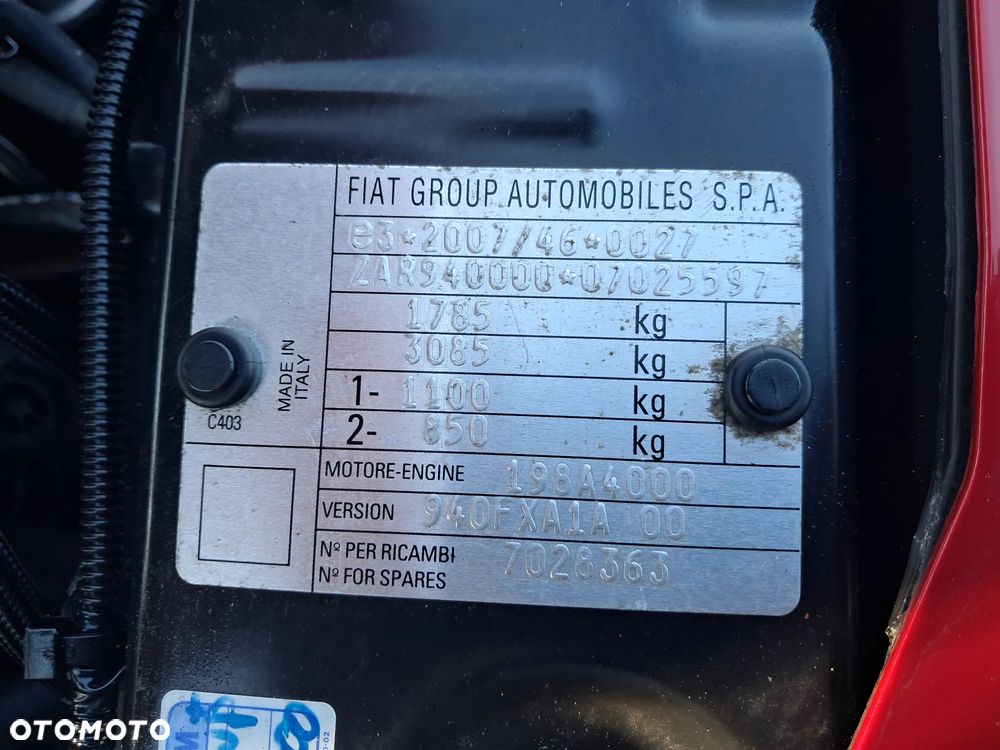 FIAT GROUP AUTOMOBILES S.P.A.
e3*2007/46*0027
ZAR940000*07025597
1785 kg
3085 kg
1- 1100 kg
2- 850 kg
MADE IN
ITALY
C403
MOTORE-ENGINE 198A4000
VERSION 940FXA1A 00
Nº PER RICAMBI
Nº FOR SPARES
7028363
OTOMOTO